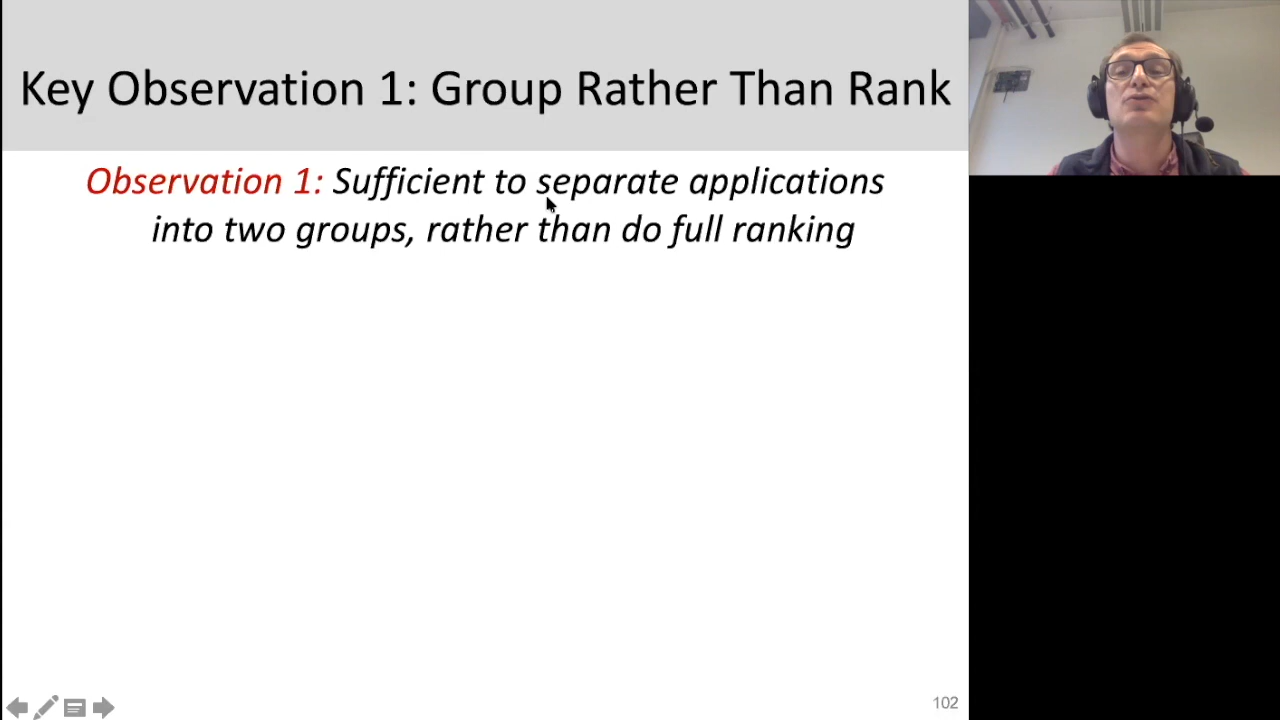 Key Observation 1: Group Rather Than Rank
Observation 1: Sufficient to separate applications
into two groups, rather than do full ranking
102